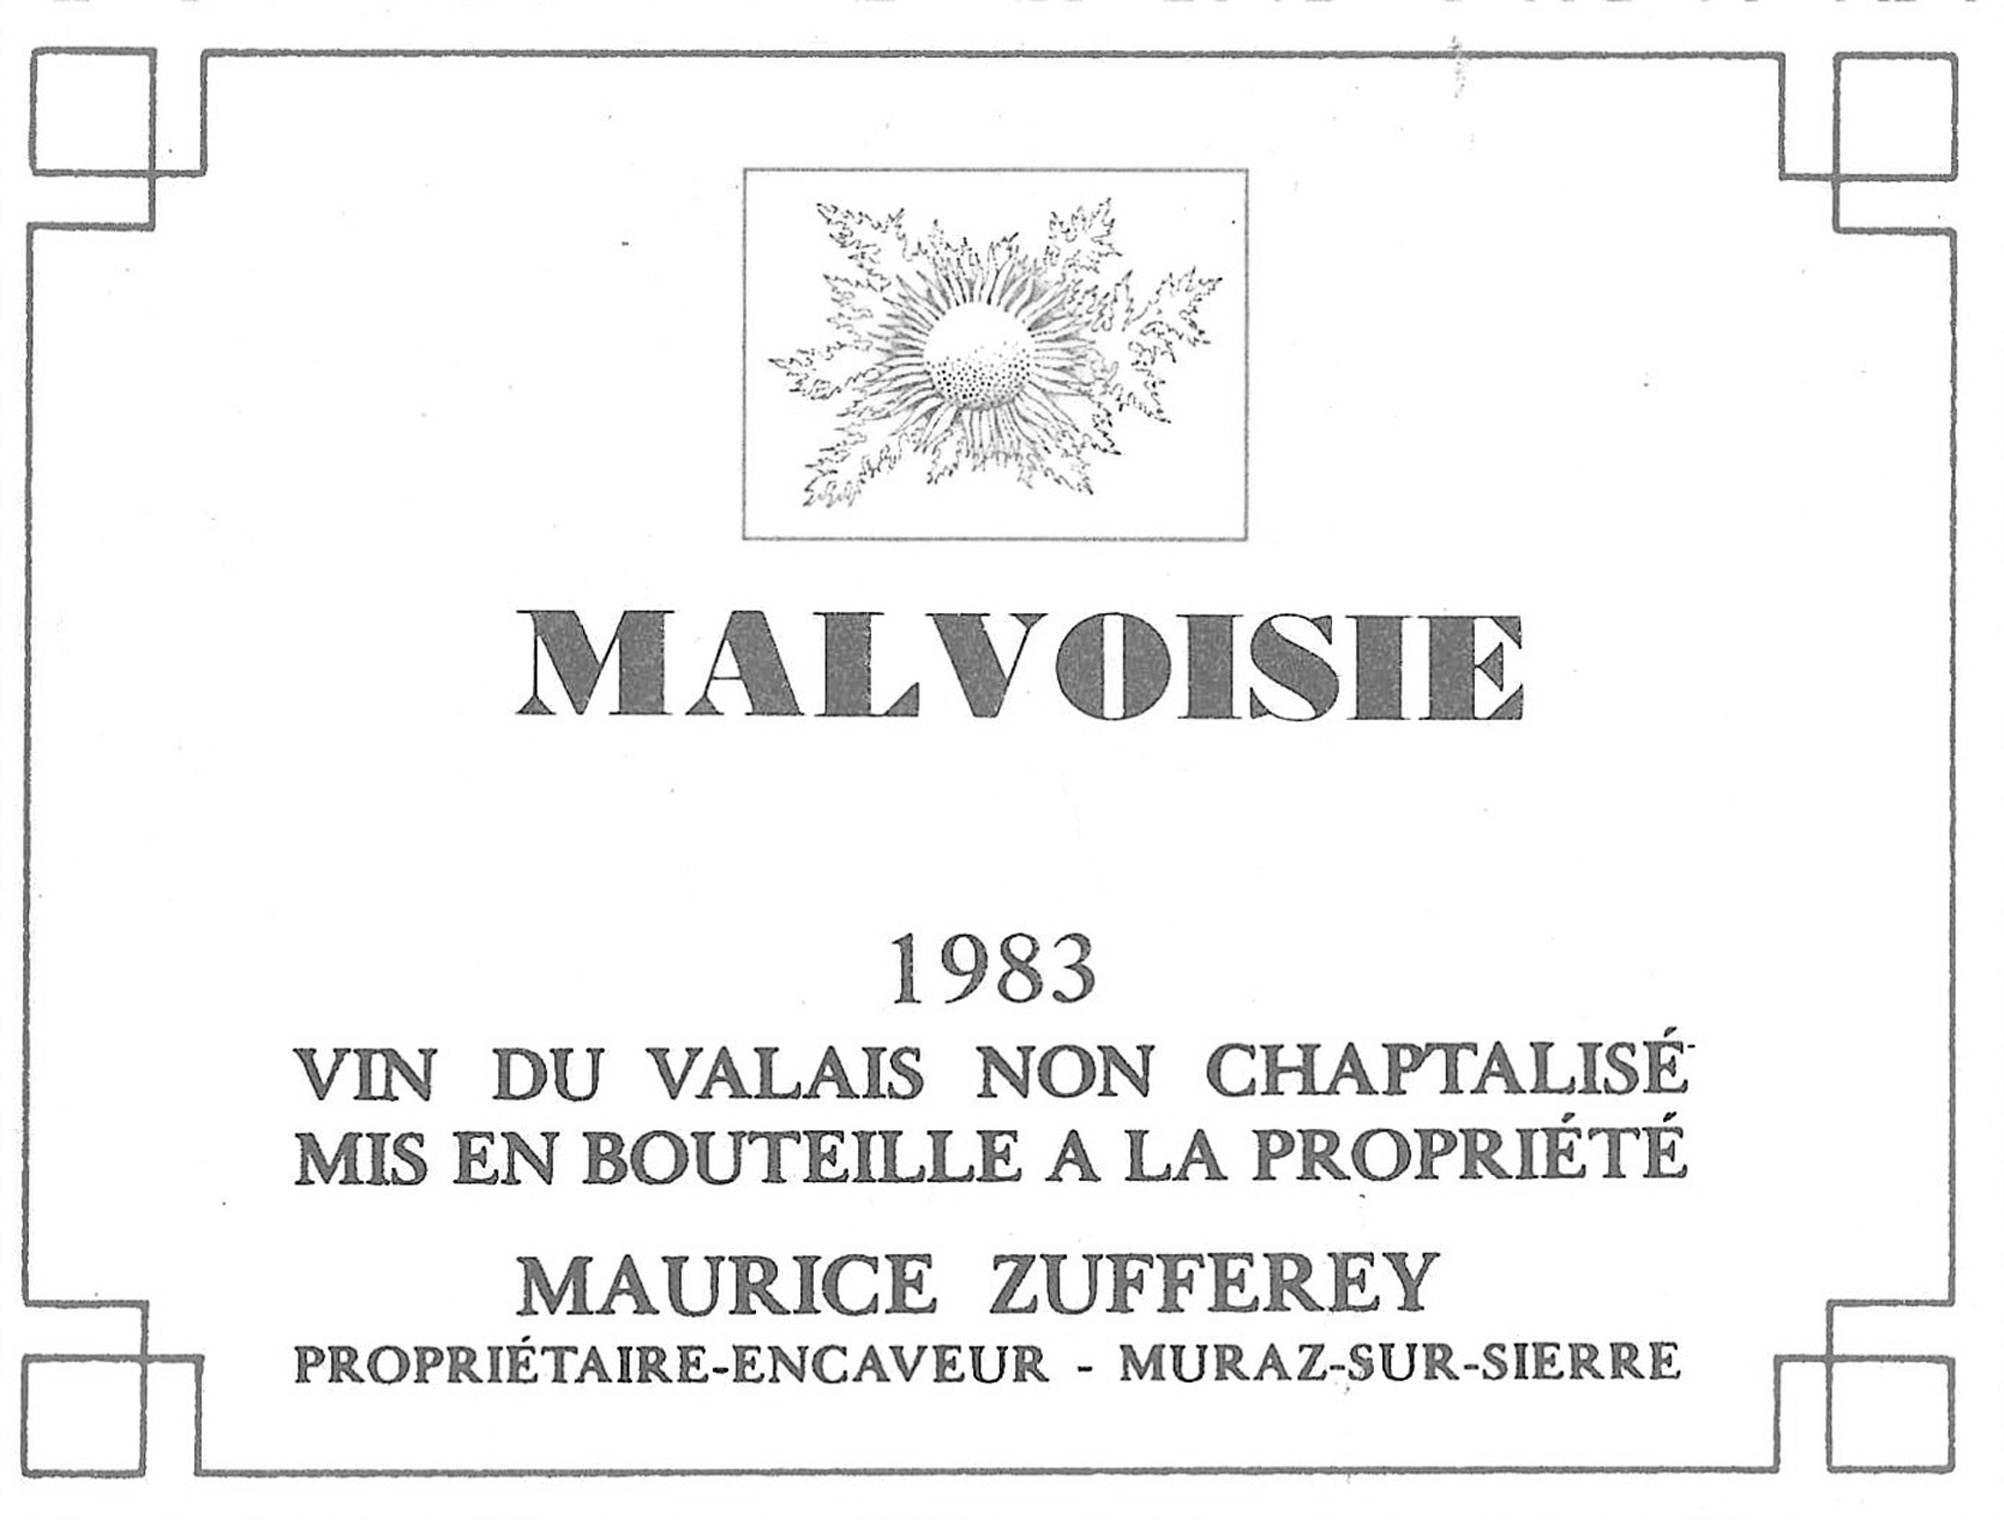 MALVOISIE
1983
VIN DU VALAIS NON CHAPTALISÉ
MIS EN BOUTEILLE A LA PROPRIÉTÉ
MAURICE ZUFFEREY
PROPRIÉTAIRE-ENCAVEUR - MURAZ-SUR-SIERRE